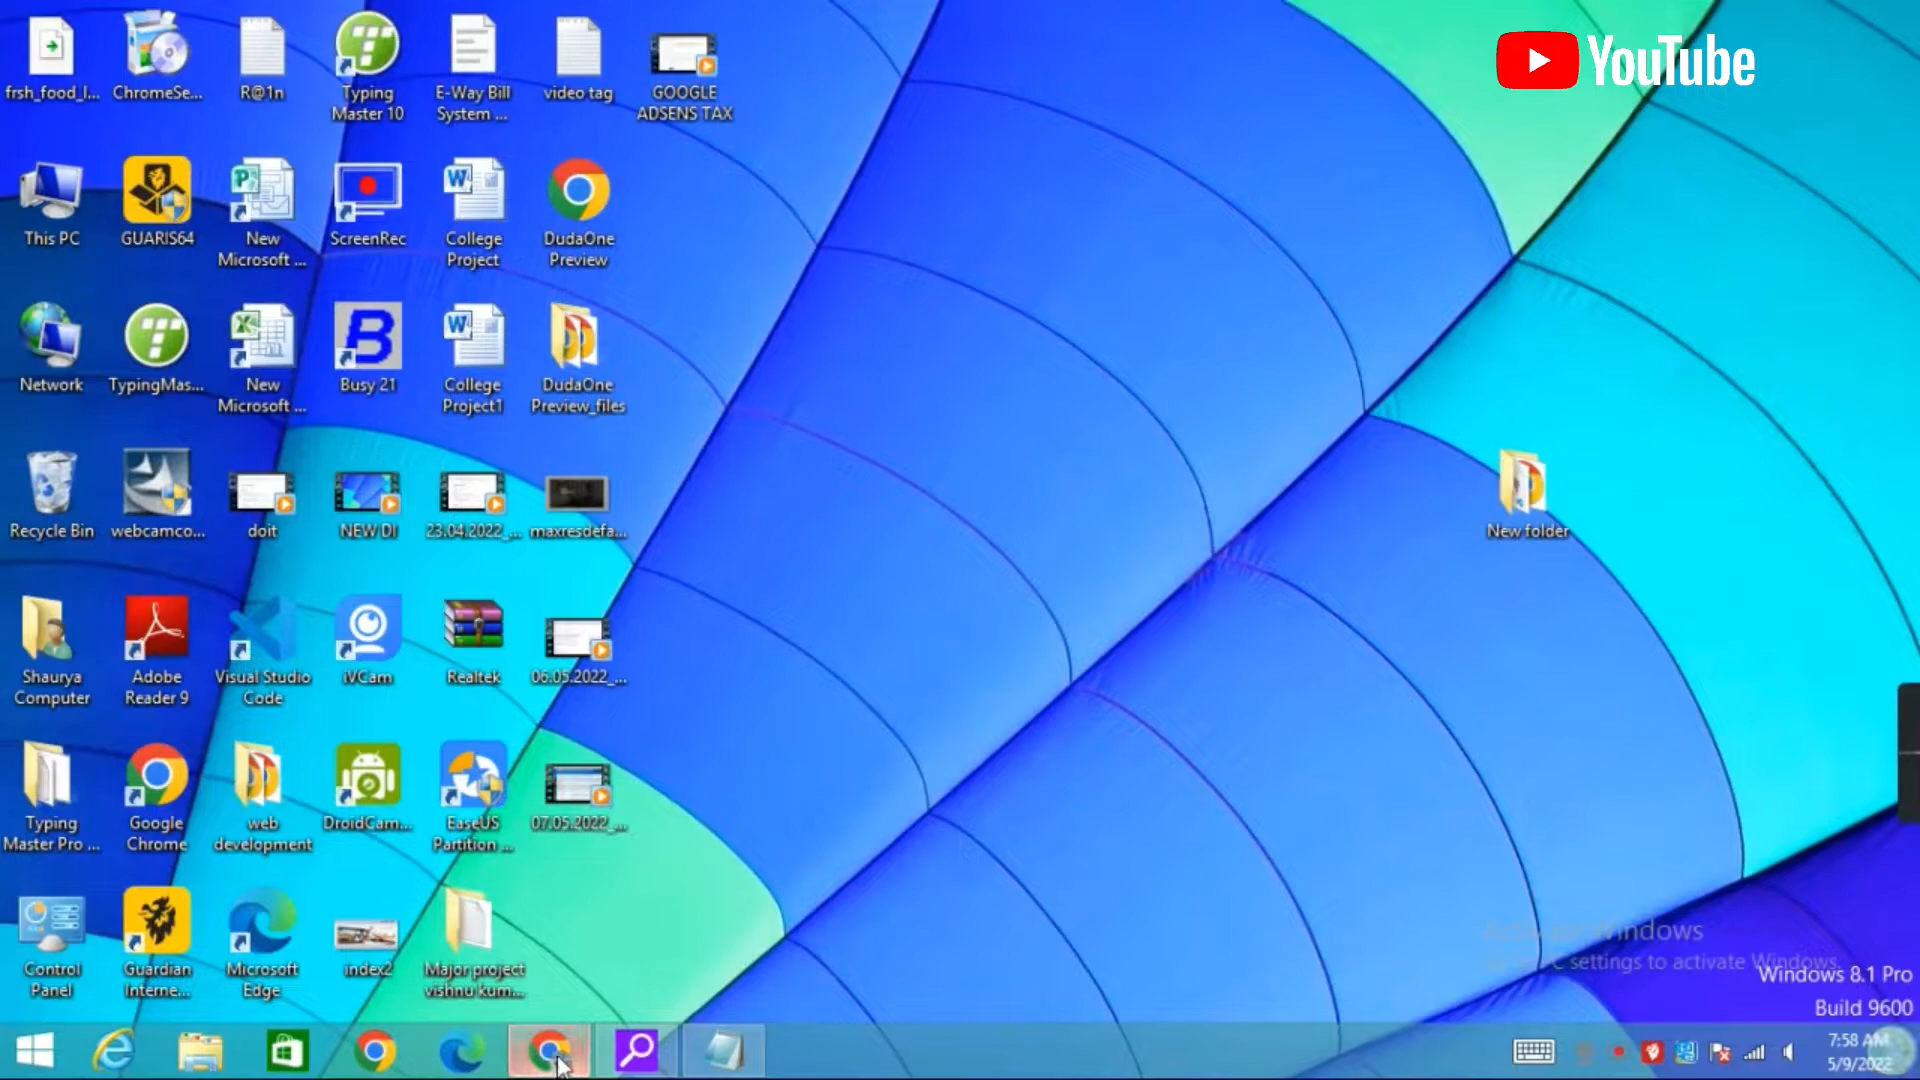 YouTube
frsh_food_l...
ChromeSe...
R@1n
Typing
Master 10
E-Way Bill
System ...
video tag
GOOGLE
ADSENS TAX
This PC
GUARIS64
New
Microsoft ...
ScreenRec
College
Project
DudaOne
Preview
Network
TypingMas...
New
Microsoft ...
Busy 21
College
Project1
DudaOne
Preview_files
Recycle Bin
webcamco...
doit
NEW DI
23.04.2022_...
maxresdefa...
New folder
Shaurya
Computer
Adobe
Reader 9
Visual Studio
Code
iVCam
Realtek
06.05.2022_...
Typing
Master Pro ...
Google
Chrome
web
development
DroidCam...
EaseUS
Partition ...
07.05.2022_...
Control
Panel
Guardian
Interne...
Microsoft
Edge
index2
Major project
vishnu kum...
Windows
settings to activate Windows.
Windows 8.1 Pro
Build 9600
7:58 AM
5/9/2022